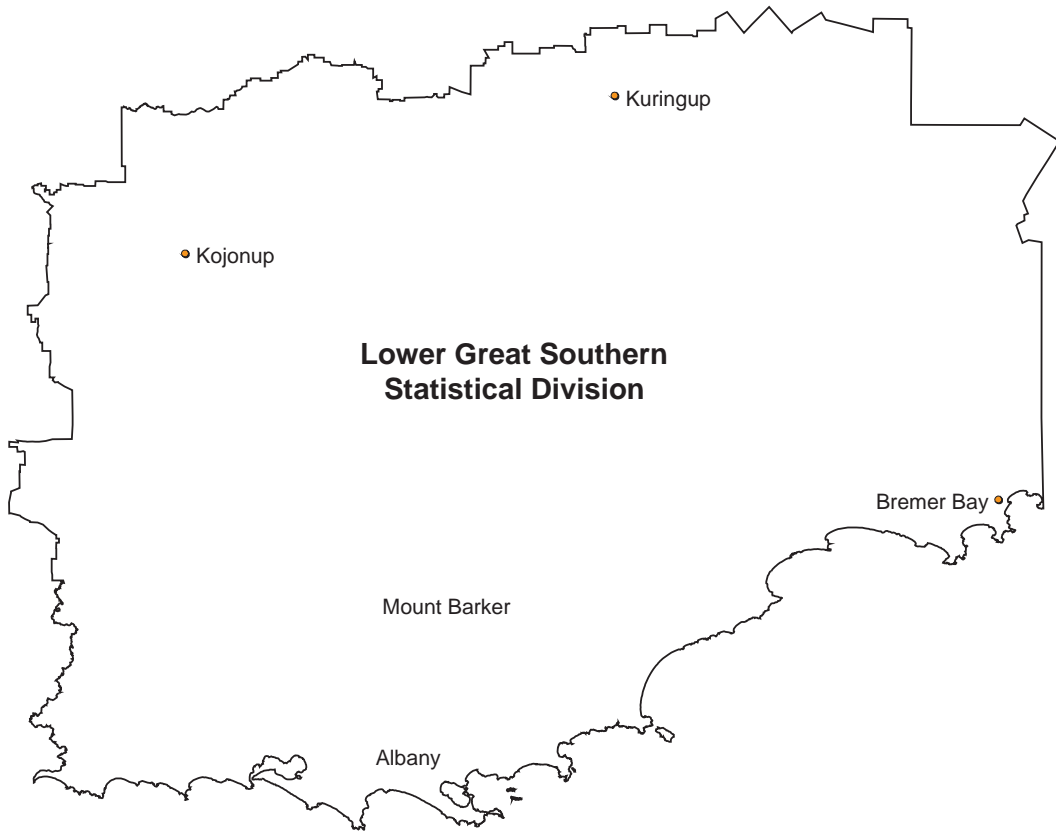 Kuringup
Kojonup
Lower Great Southern
Statistical Division
Bremer Bay
Mount Barker
Albany